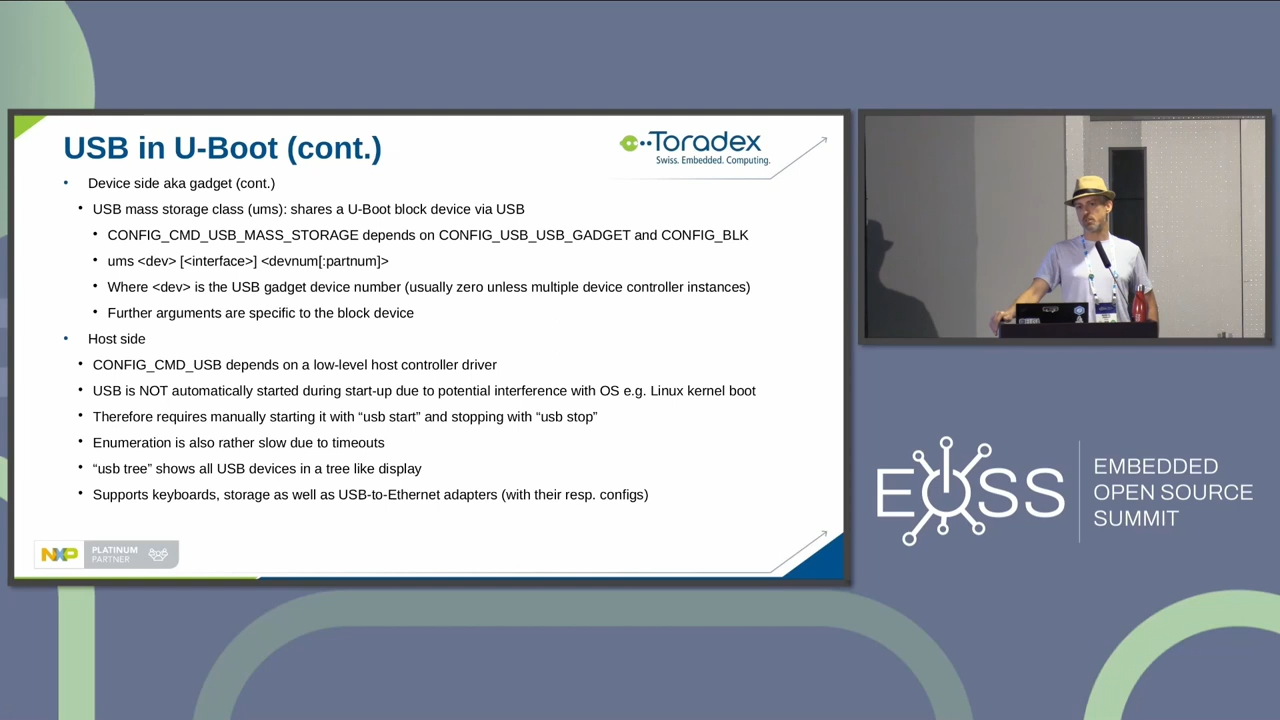 USB in U-Boot (cont.)
Toradex
Swiss. Embedded. Computing.
• Device side aka gadget (cont.)
• USB mass storage class (ums): shares a U-Boot block device via USB
• CONFIG_CMD_USB_MASS_STORAGE depends on CONFIG_USB_USB_GADGET and CONFIG_BLK
• ums <dev> [<interface>] <devnum[:partnum]>
• Where <dev> is the USB gadget device number (usually zero unless multiple device controller instances)
• Further arguments are specific to the block device
• Host side
• CONFIG_CMD_USB depends on a low-level host controller driver
• USB is NOT automatically started during start-up due to potential interference with OS e.g. Linux kernel boot
• Therefore requires manually starting it with “usb start” and stopping with “usb stop”
• Enumeration is also rather slow due to timeouts
• “usb tree” shows all USB devices in a tree like display
• Supports keyboards, storage as well as USB-to-Ethernet adapters (with their resp. configs)
NXP
PLATINUM
PARTNER
EOSS
EMBEDDED
OPEN SOURCE
SUMMIT